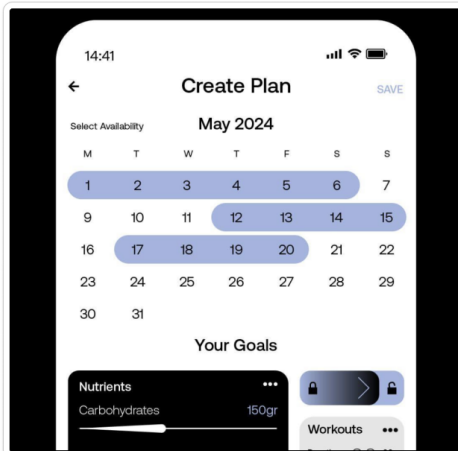 14:41
Create Plan
SAVE
Select Availability
May 2024
M T W T F S S
1 2 3 4 5 6 7
9 10 11 12 13 14 15
16 17 18 19 20 21 22
23 24 25 26 27 28 29
30 31
Your Goals
Nutrients
Carbohydrates 150gr
Workouts